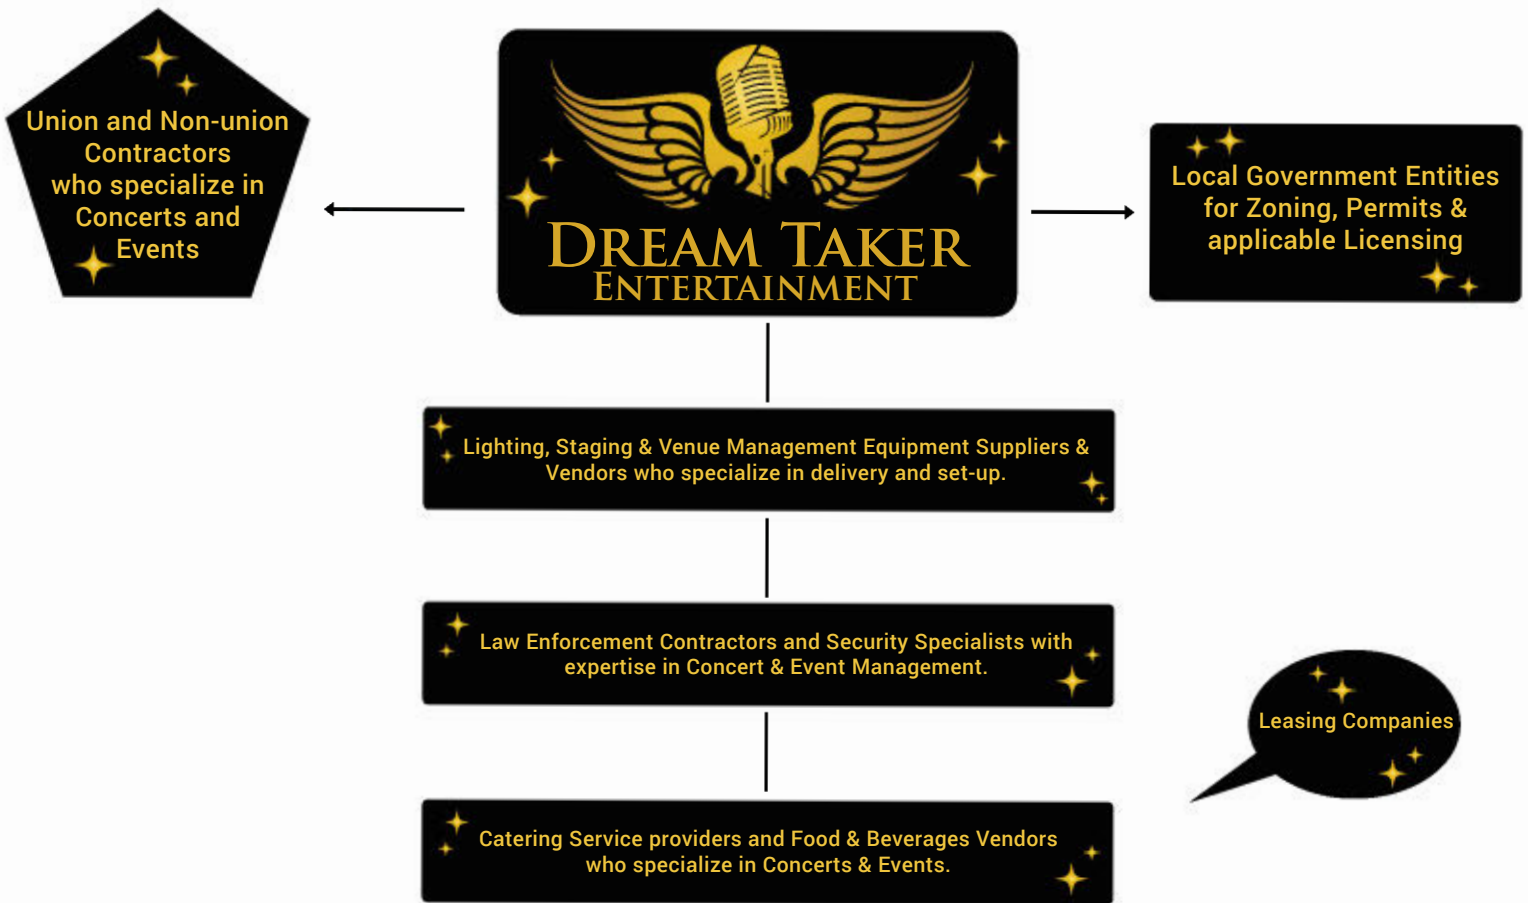 Union and Non-union
Contractors
who specialize in
Concerts and
Events
DREAM TAKER
ENTERTAINMENT
Local Government Entities
for Zoning, Permits &
applicable Licensing
Lighting, Staging & Venue Management Equipment Suppliers &
Vendors who specialize in delivery and set-up.
Law Enforcement Contractors and Security Specialists with
expertise in Concert & Event Management.
Leasing Companies
Catering Service providers and Food & Beverages Vendors
who specialize in Concerts & Events.